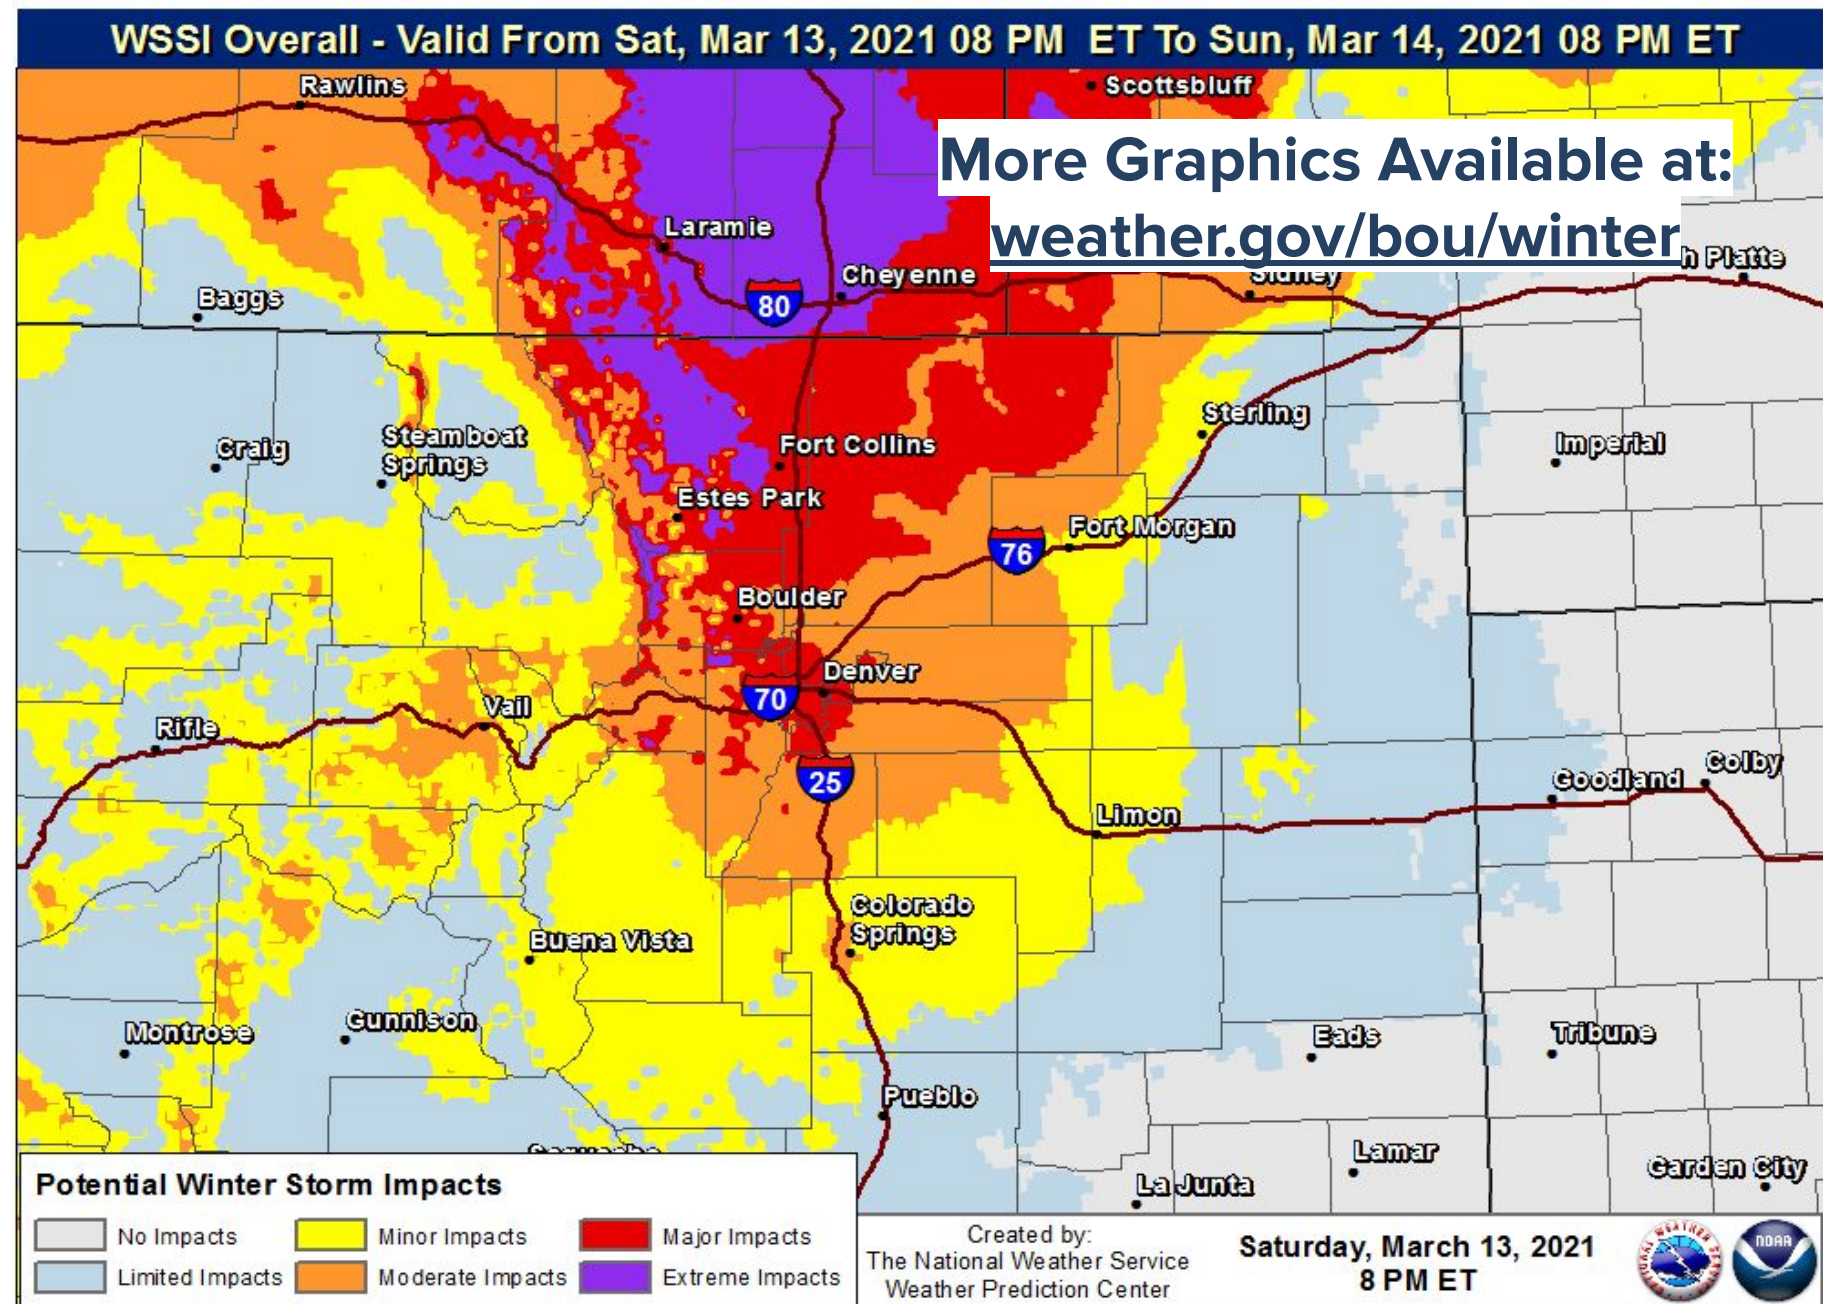 WSSI Overall - Valid From Sat, Mar 13, 2021 08 PM ET To Sun, Mar 14, 2021 08 PM ET
Rawlins
Scottsbluff
More Graphics Available at:
weather.gov/bou/winter
Laramie
Cheyenne
Sidney
h Platte
Baggs
80
Sterling
Craig
Steamboat
Springs
Fort Collins
Imperial
Estes Park
76
Fort Morgan
Boulder
Denver
70
Vail
Rifle
25
Goodland
Colby
Limon
Colorado
Springs
Buena Vista
Montrose
Gunnison
Eads
Tribune
Pueblo
Lamar
La Junta
Garden City
Potential Winter Storm Impacts
No Impacts
Minor Impacts
Major Impacts
Limited Impacts
Moderate Impacts
Extreme Impacts
Created by:
The National Weather Service
Weather Prediction Center
Saturday, March 13, 2021
8 PM ET
NOAA